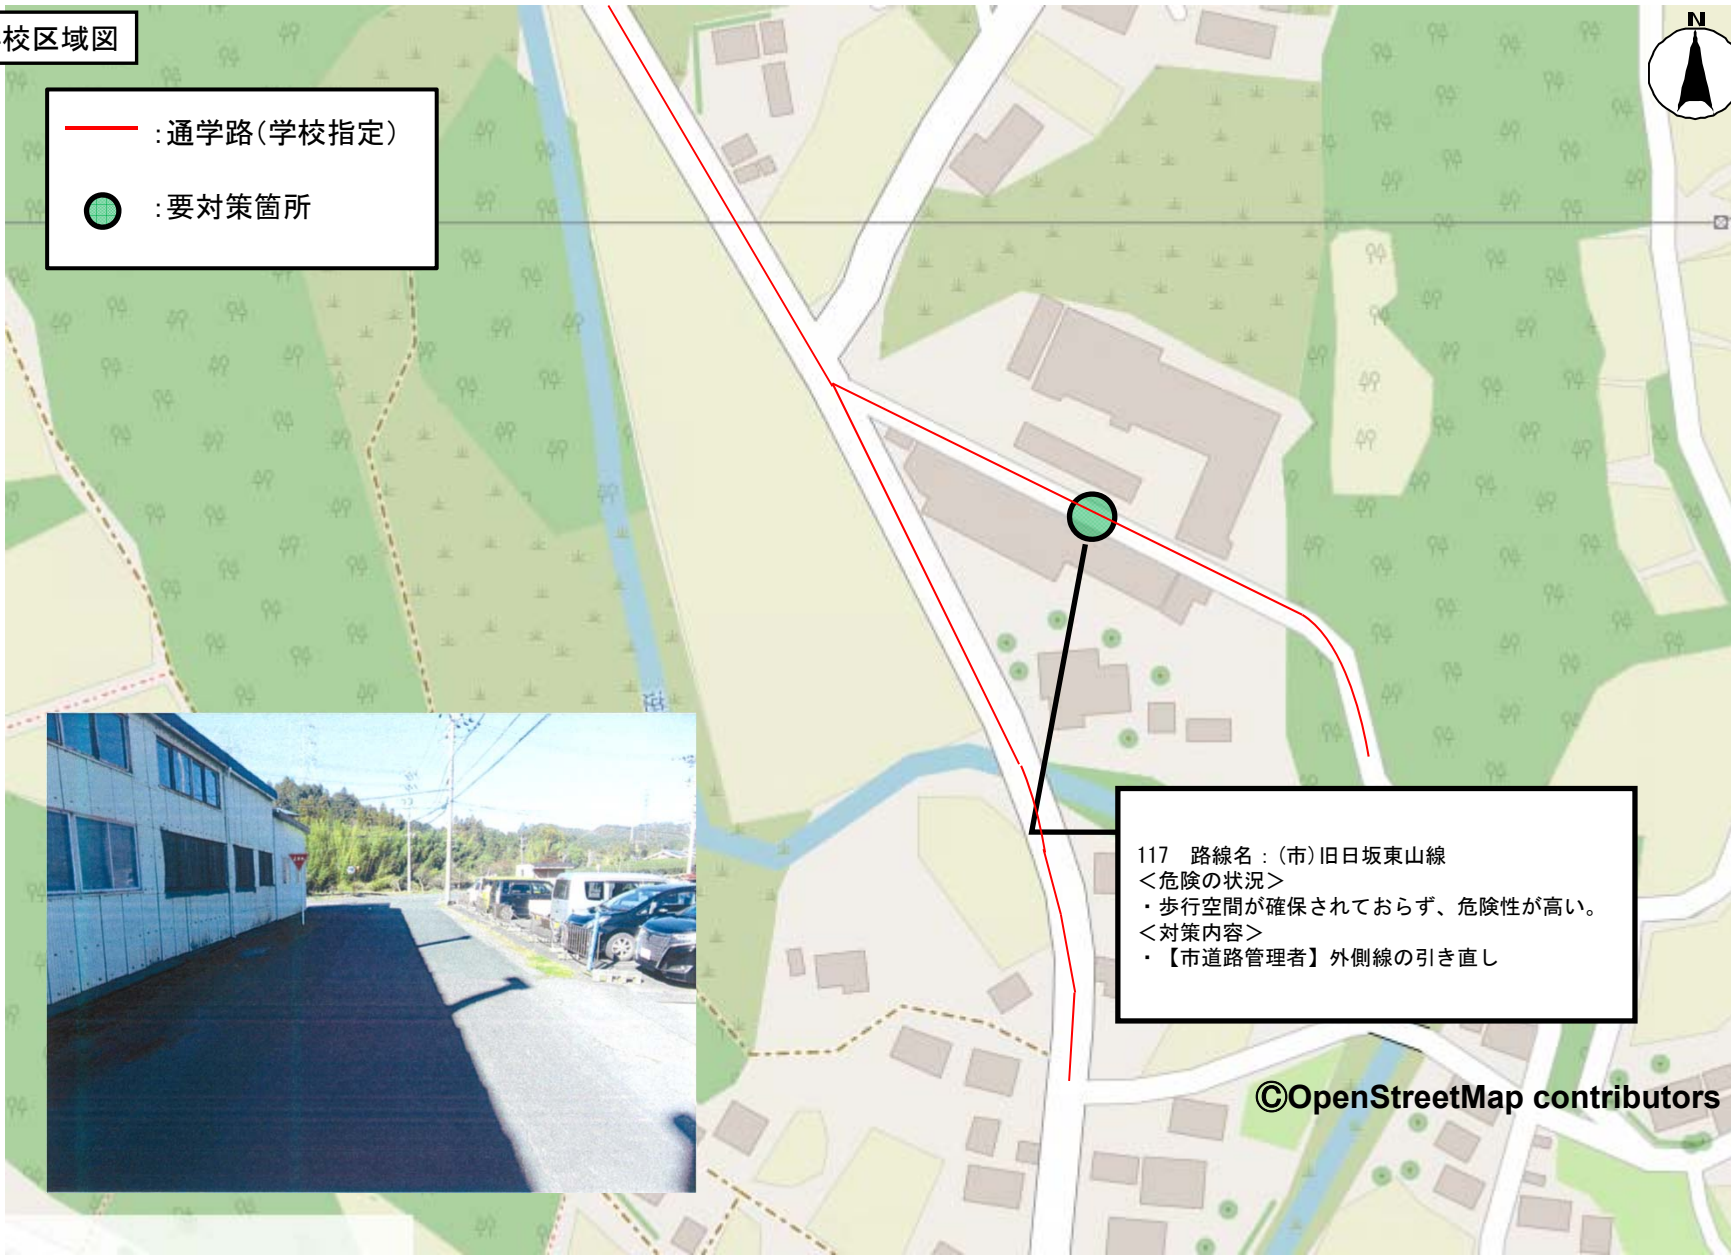 校区域図
N
:通学路(学校指定)
:要対策箇所
117 路線名：(市)旧日坂東山線
＜危険の状況＞
・歩行空間が確保されておらず、危険性が高い。
＜対策内容＞
・【市道路管理者】外側線の引き直し
©OpenStreetMap contributors